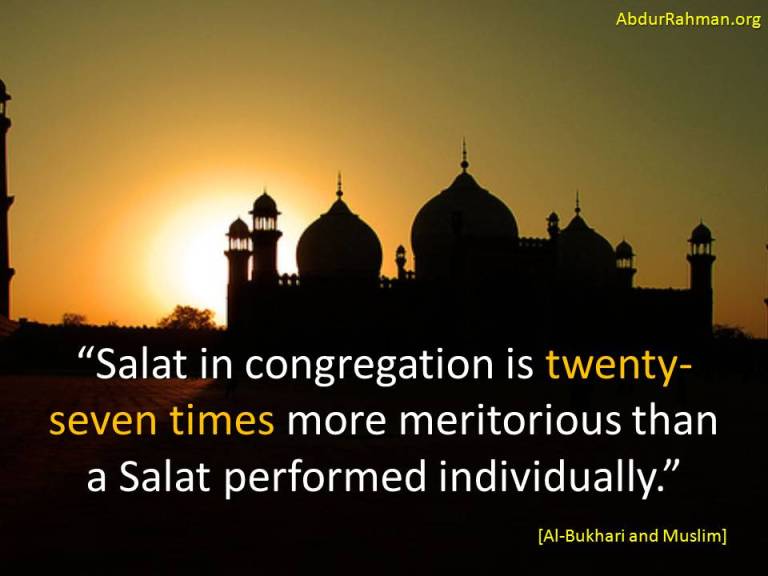 AbdurRahman.org
“Salat in congregation is twenty-
seven times more meritorious than
a Salat performed individually.”
[Al-Bukhari and Muslim]